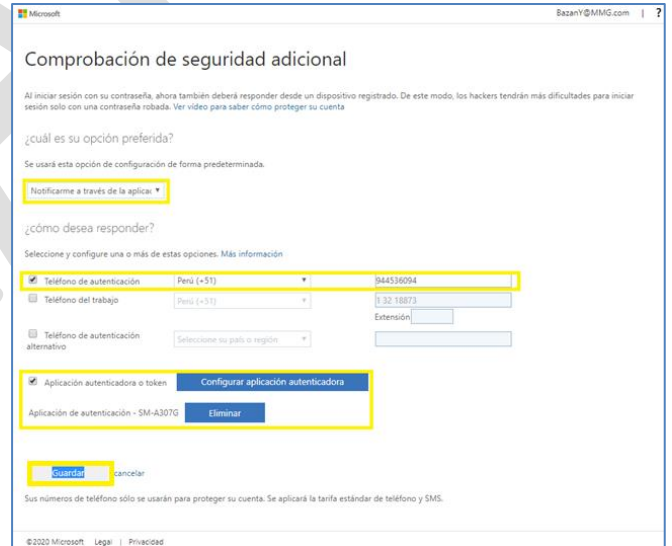 Microsoft
BazanY@MMG.com | ?
Comprobación de seguridad adicional
Al iniciar sesión con su contraseña, ahora también deberá responder desde un dispositivo registrado. De este modo, los hackers tendrán más dificultades para iniciar
sesión solo con una contraseña robada. Ver vídeo para saber cómo proteger su cuenta
¿cuál es su opción preferida?
Se usará esta opción de configuración de forma predeterminada.
Notificarme a través de la aplicac
¿cómo desea responder?
Seleccione y configure una o más de estas opciones. Más información
Teléfono de autenticación Perú (+51) 944536094
Teléfono del trabajo Perú (+51) 1 32 18873
Extensión
Teléfono de autenticación
alternativo Seleccione su país o región
Aplicación autenticadora o token Configurar aplicación autenticadora
Aplicación de autenticación - SM-A307G Eliminar
Guardar cancelar
Sus números de teléfono sólo se usarán para proteger su cuenta. Se aplicará la tarifa estándar de teléfono y SMS.
©2020 Microsoft Legal | Privacidad